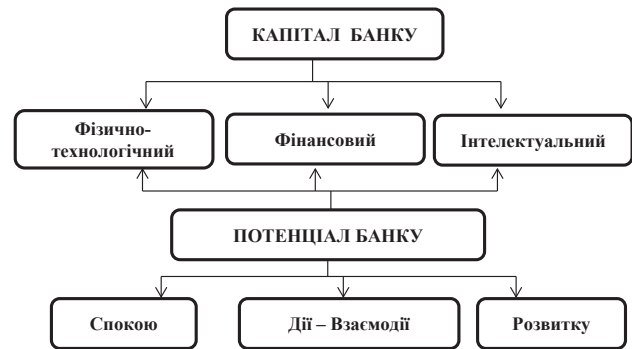 КАПІТАЛ БАНКУ
Фізично-
технологічний
Фінансовий
Інтелектуальний
ПОТЕНЦІАЛ БАНКУ
Спокою
Дії – Взаємодії
Розвитку